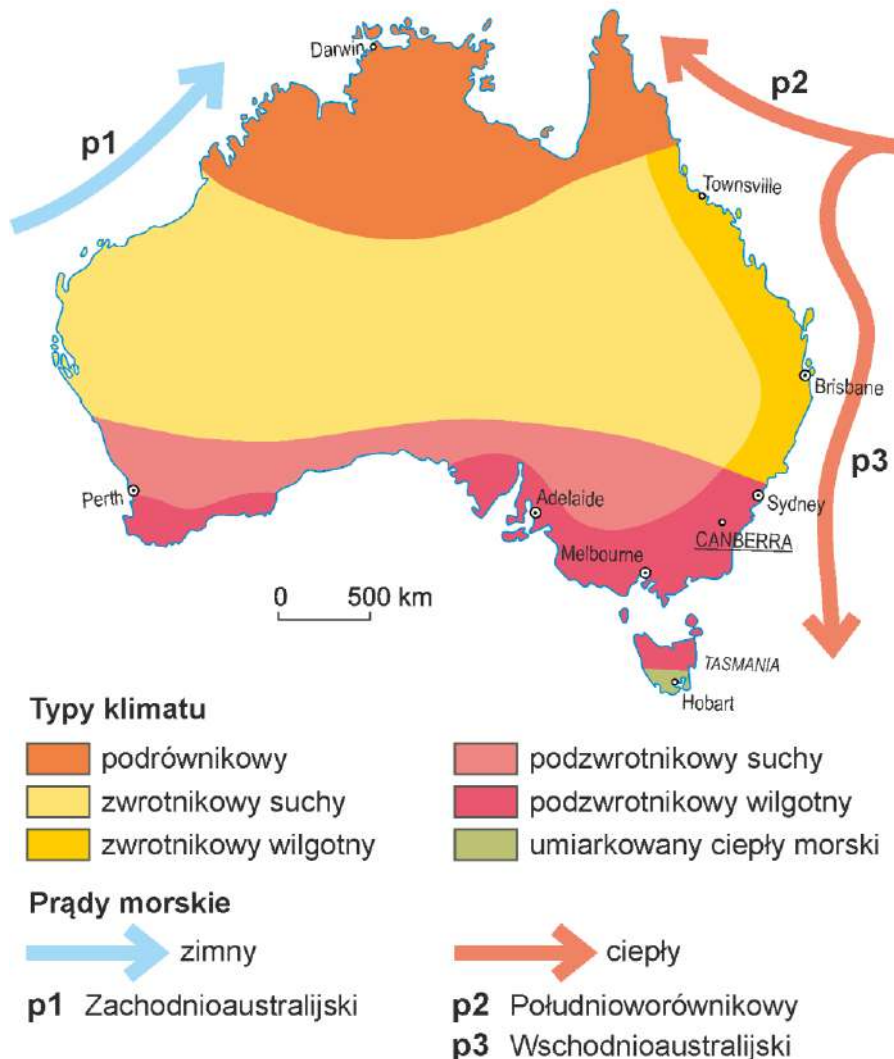 Darwin
p1
p2
Townsville
Brisbane
p3
Perth
Adelaide
Sydney
CANBERRA
Melbourne
0 500 km
TASMANIA
Hobart
Typy klimatu
podrównikowy
zwrotnikowy suchy
zwrotnikowy wilgotny
podzwrotnikowy suchy
podzwrotnikowy wilgotny
umiarkowany ciepły morski
Prądy morskie
zimny
p1 Zachodnioaustralijski
ciepły
p2 Południoworównikowy
p3 Wschodnioaustralijski